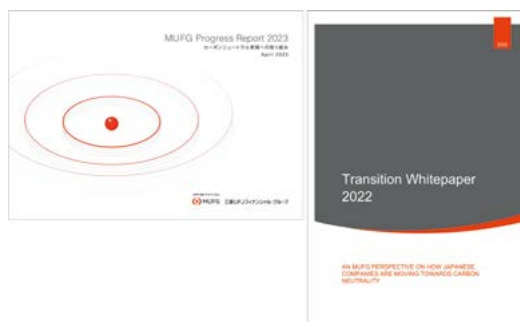 MUFG Progress Report 2023
カーボンニュートラル実現への取り組み
April 2023
MUFG 三菱UFJフィナンシャル・グループ
2022
Transition Whitepaper
2022
AN MUFG PERSPECTIVE ON HOW JAPANESE
COMPANIES ARE MOVING TOWARDS CARBON
NEUTRALITY